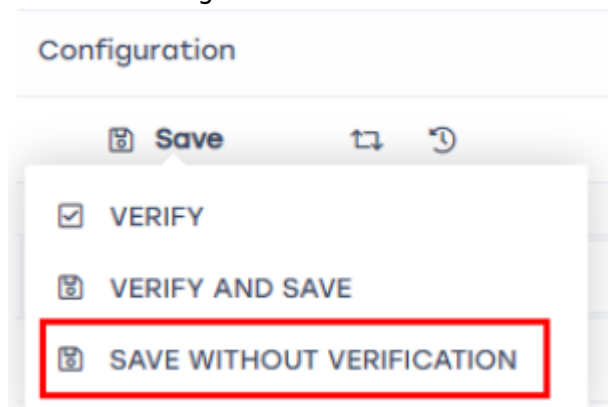 Configuration
Save
VERIFY
VERIFY AND SAVE
SAVE WITHOUT VERIFICATION